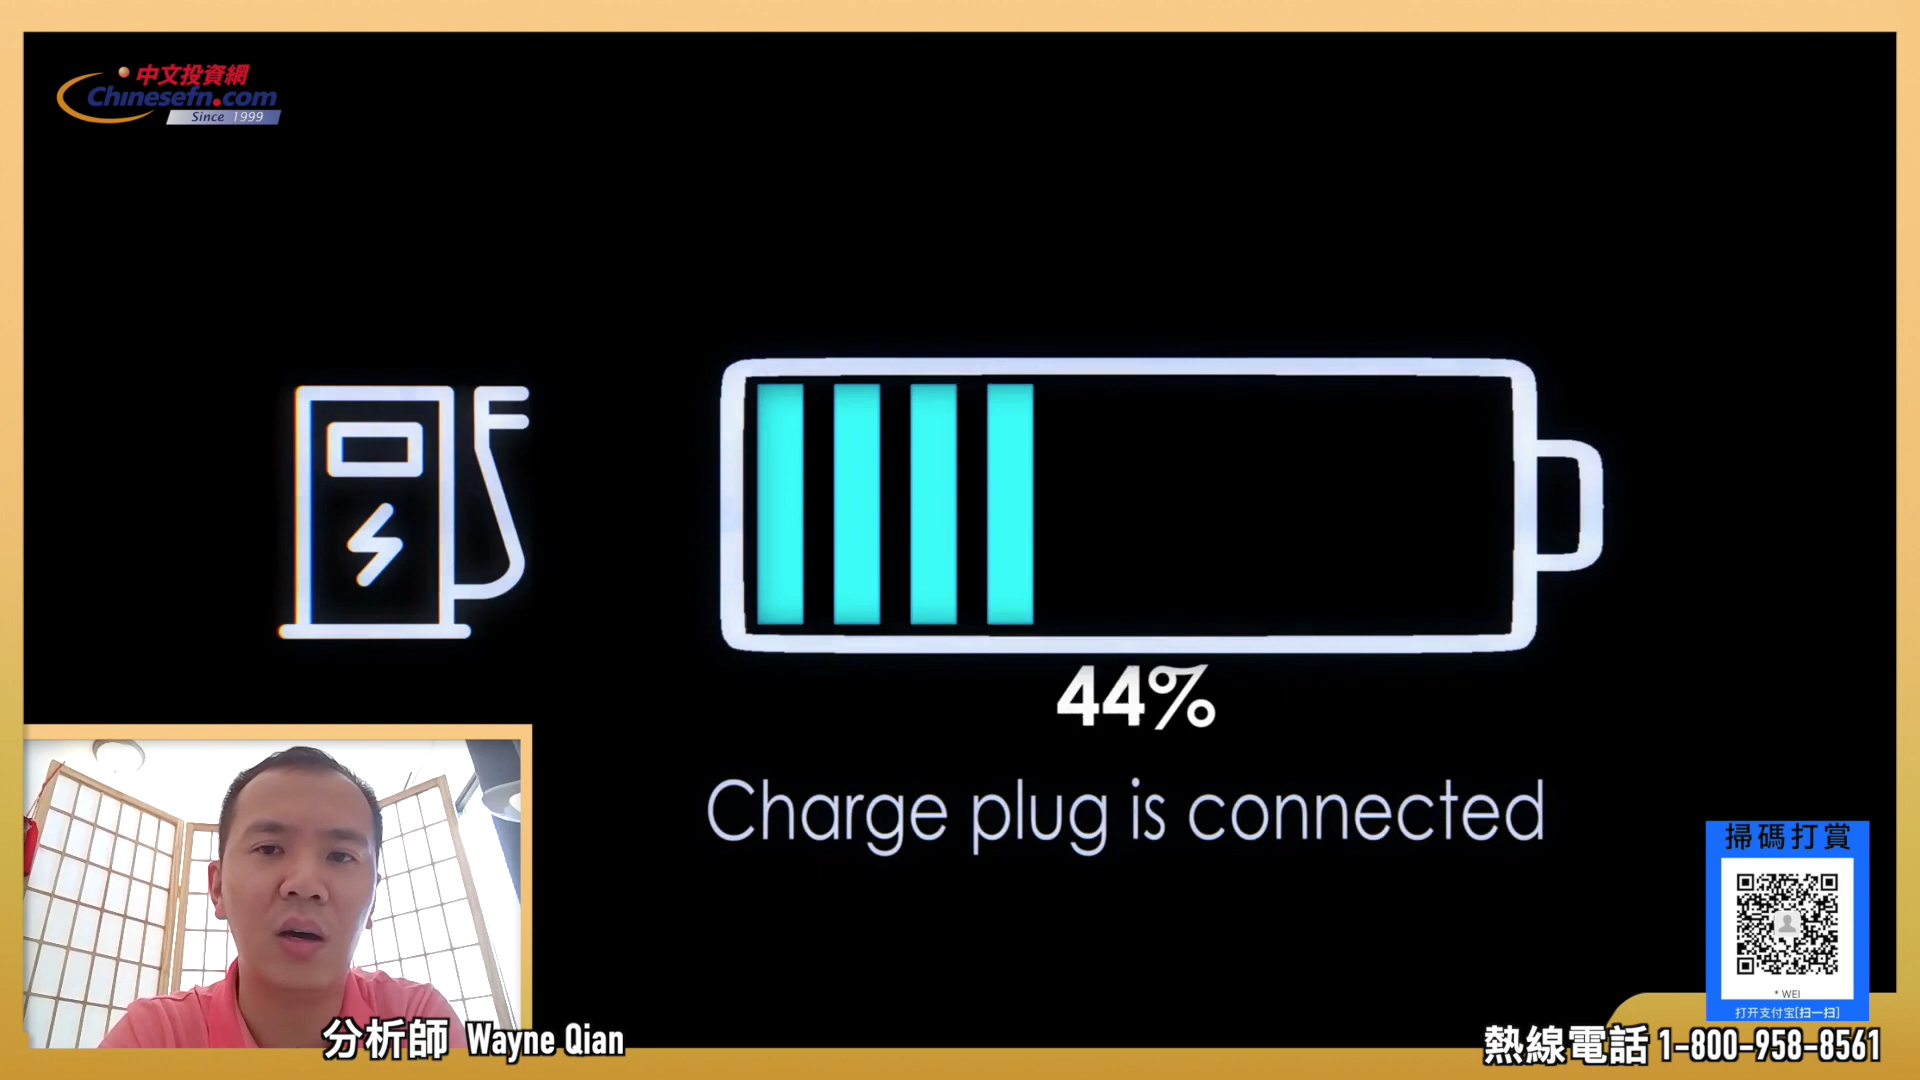 中文投資網
Chinesefn.com
Since 1999
44%
Charge plug is connected
掃碼打賞
* WEI
打开支付宝[扫一扫]
分析師 Wayne Qian
熱線電話 1-800-958-8561